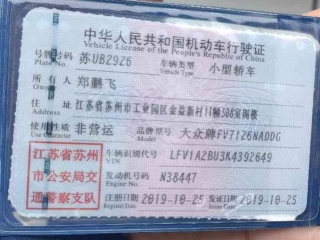 中华人民共和国机动车行驶证
Vehicle License of the People's Republic of China
号牌号码 苏UB2926 车辆类型 小型轿车
Plate No. Vehicle Type
所有人 郑鹏飞
Owner
住址 江苏省苏州市工业园区金益新村11幢308室阁楼
Address
使用性质 非营运 品牌型号 大众牌FV7126NADDG
Use Character Model
江苏省苏州 车辆识别代号 LFV1A2BU3K4392649
VIN
市公安局交 发动机号码 N38447
Engine No.
通警察支队 注册日期 2019-10-25 发证日期 2019-10-25
Register Date Issue Date